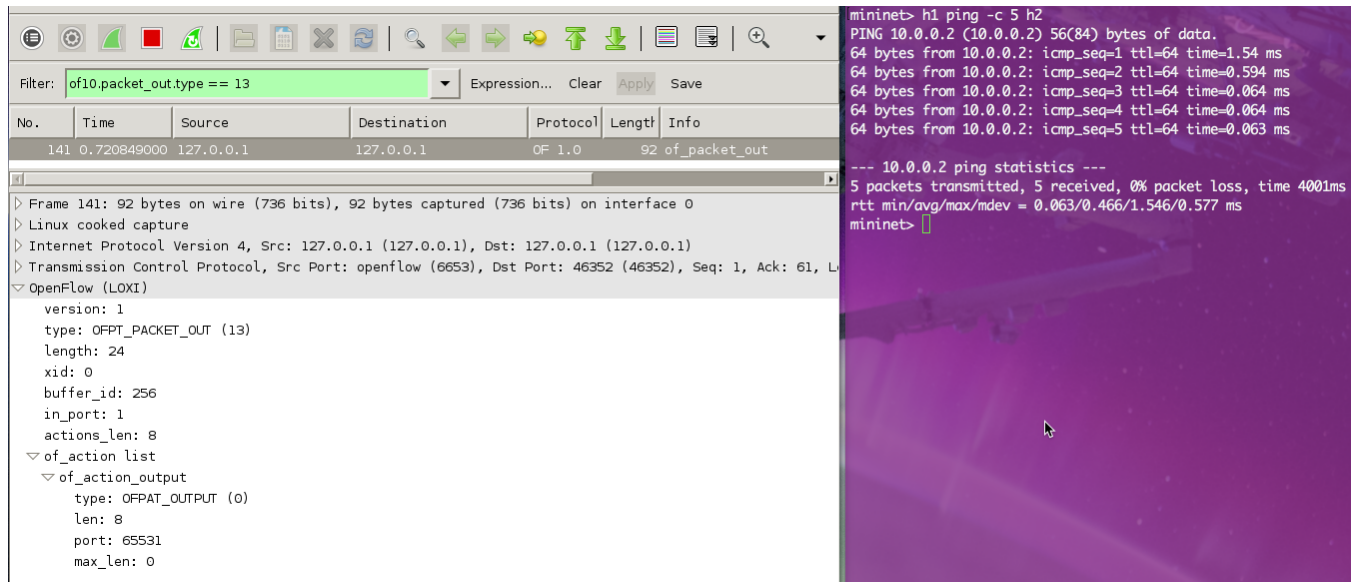 Filter: of10.packet_out.type == 13 Expression... Clear Apply Save
No. Time Source Destination Protocol Length Info
141 0.720849000 127.0.0.1 127.0.0.1 OF 1.0 92 of_packet_out
Frame 141: 92 bytes on wire (736 bits), 92 bytes captured (736 bits) on interface 0
Linux cooked capture
Internet Protocol Version 4, Src: 127.0.0.1 (127.0.0.1), Dst: 127.0.0.1 (127.0.0.1)
Transmission Control Protocol, Src Port: openflow (6653), Dst Port: 46352 (46352), Seq: 1, Ack: 61, L
OpenFlow (LOXI)
version: 1
type: OFPT_PACKET_OUT (13)
length: 24
xid: 0
buffer_id: 256
in_port: 1
actions_len: 8
of_action list
of_action_output
type: OFPAT_OUTPUT (0)
len: 8
port: 65531
max_len: 0
mininet> h1 ping -c 5 h2
PING 10.0.0.2 (10.0.0.2) 56(84) bytes of data.
64 bytes from 10.0.0.2: icmp_seq=1 ttl=64 time=1.54 ms
64 bytes from 10.0.0.2: icmp_seq=2 ttl=64 time=0.594 ms
64 bytes from 10.0.0.2: icmp_seq=3 ttl=64 time=0.064 ms
64 bytes from 10.0.0.2: icmp_seq=4 ttl=64 time=0.064 ms
64 bytes from 10.0.0.2: icmp_seq=5 ttl=64 time=0.063 ms
--- 10.0.0.2 ping statistics ---
5 packets transmitted, 5 received, 0% packet loss, time 4001ms
rtt min/avg/max/mdev = 0.063/0.466/1.546/0.577 ms
mininet>